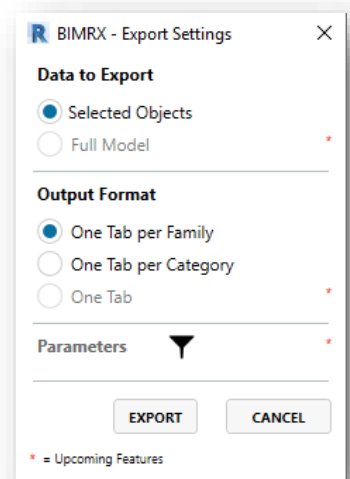 BIMRX - Export Settings
Data to Export
Selected Objects
Full Model *
Output Format
One Tab per Family
One Tab per Category
One Tab *
Parameters *
EXPORT CANCEL
* = Upcoming Features